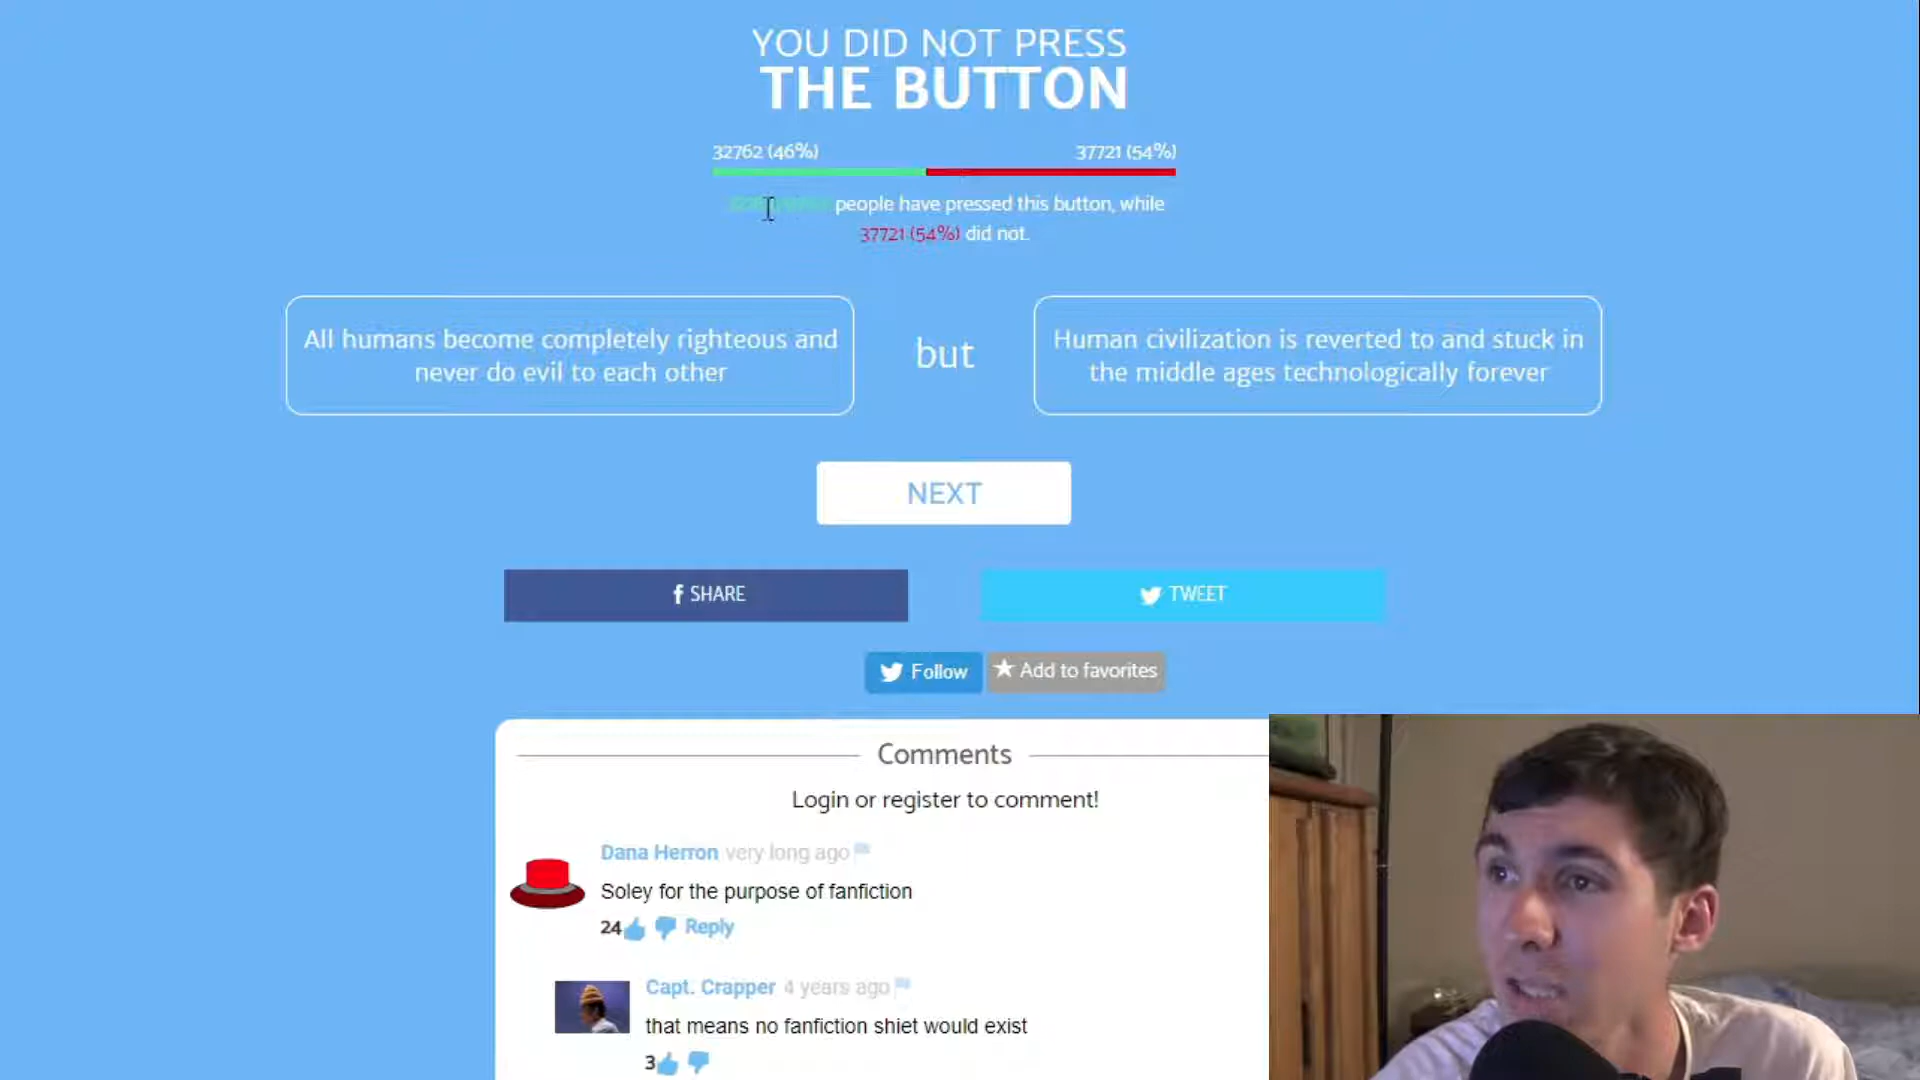 YOU DID NOT PRESS
THE BUTTON
32762 (46%)
37721 (54%)
people have pressed this button, while
37721 (54%) did not.
All humans become completely righteous and
never do evil to each other
but
Human civilization is reverted to and stuck in
the middle ages technologically forever
NEXT
SHARE
TWEET
Follow
Add to favorites
Comments
Login or register to comment!
Dana Herron very long ago
Soley for the purpose of fanfiction
24 Reply
Capt. Crapper 4 years ago
that means no fanfiction shiet would exist
3